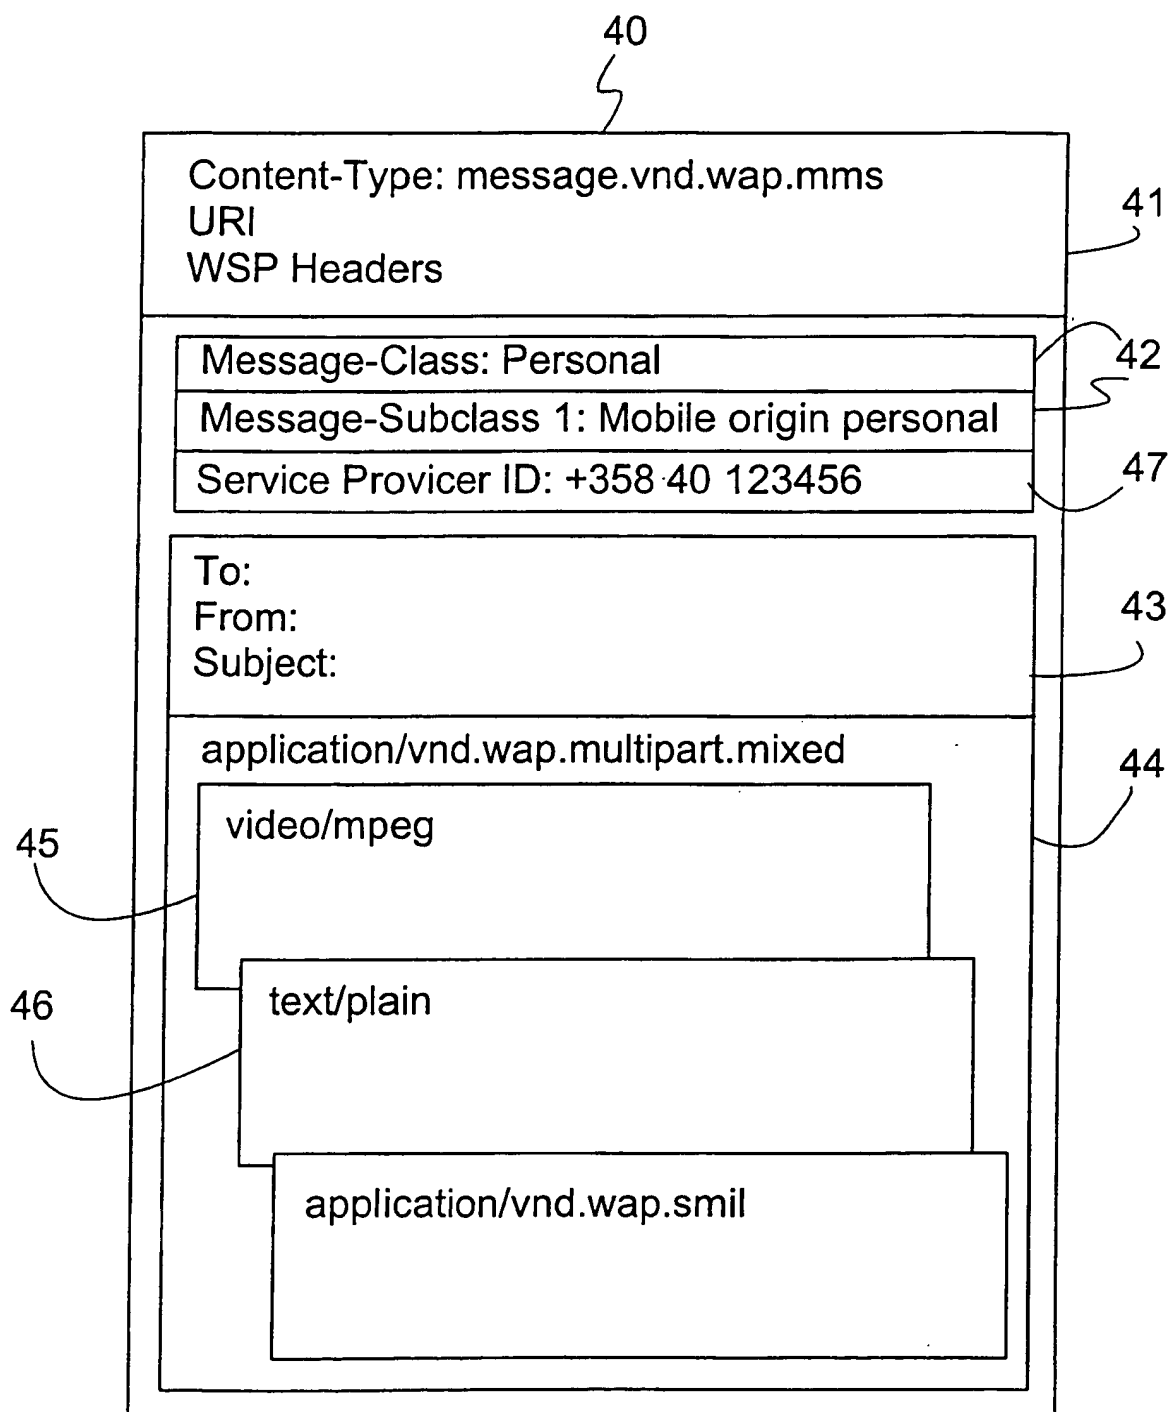 40
Content-Type: message.vnd.wap.mms
URI
WSP Headers
41
Message-Class: Personal
42
Message-Subclass 1: Mobile origin personal
Service Provicer ID: +358 40 123456
47
To:
From:
Subject:
43
application/vnd.wap.multipart.mixed
44
video/mpeg
45
text/plain
46
application/vnd.wap.smil